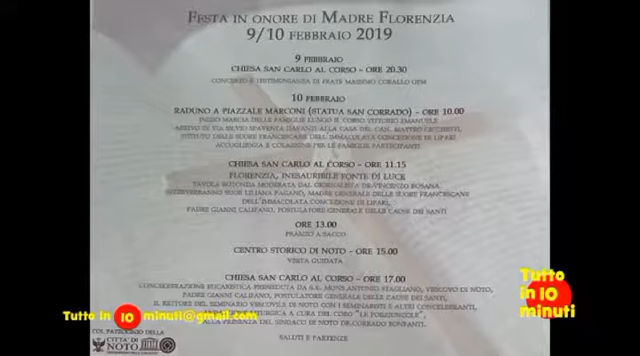 FESTA IN ONORE DI MADRE FLORENZIA
9/10 FEBBRAIO 2019
9 FEBBRAIO
CHIESA SAN CARLO AL CORSO - ORE 20.30
CONCERTO E TESTIMONIANZA DI FRATE MASSIMO CORALLO OFM
10 FEBBRAIO
RADUNO A PIAZZALE MARCONI (STATUA SAN CORRADO) - ORE 10.00
INIZIO MARCIA DELLE FAMIGLIE LUNGO IL CORSO VITTORIO EMANUELE
ARRIVO IN VIA SILVIO SPAVENTA DAVANTI ALLA CASA DEL CAN. MATTEO
ISTITUTO DELLE SUORE FRANCESCANE DELL'IMMACOLATA CONCEZIONE DI LIPARI,
ACCOGLIENZA E COLAZIONE PER LE FAMIGLIE PARTECIPANTI
CHIESA SAN CARLO AL CORSO - ORE 11.15
FLORENZIA, INESAURIBILE FONTE DI LUCE
TAVOLA ROTONDA MODERATA DAL GIORNALISTA DR. VINCENZO ROSANA
INTERVERRANNO SUOR LILIANA PAGANO, MADRE GENERALE DELLE SUORE FRANCESCANE
DELL'IMMACOLATA CONCEZIONE DI LIPARI,
PADRE GIANNI CALIFANO, POSTULATORE GENERALE DELLE CAUSE DEI SANTI
ORE 13.00
PRANZO A SACCO
CENTRO STORICO DI NOTO - ORE 15.00
VISITA GUIDATA
CHIESA SAN CARLO AL CORSO - ORE 17.00
CONCELEBRAZIONE EUCARISTICA PRESIEDUTA DA S.E. MONS ANTONIO STAGLIANO, VESCOVO DI NOTO,
PADRE GIANNI CALIFANO, POSTULATORE GENERALE DELLE CAUSE DEI SANTI,
IL RETTORE DEL SEMINARIO VESCOVILE DI NOTO CON I SEMINARISTI E ALTRI CONCELEBRANTI,
LITURGICA A CURA DEL CORO "LE FORDUNCOLE"
ALLA PRESENZA DEL SINDACO DI NOTO DR. CORRADO BONFANTI.
SALUTI E PARTENZE
Tutto in 10 minuti@gmail.com
Tutto
in 10
minuti
COL PATROCINIO DELLA
CITTÀ DI
NOTO